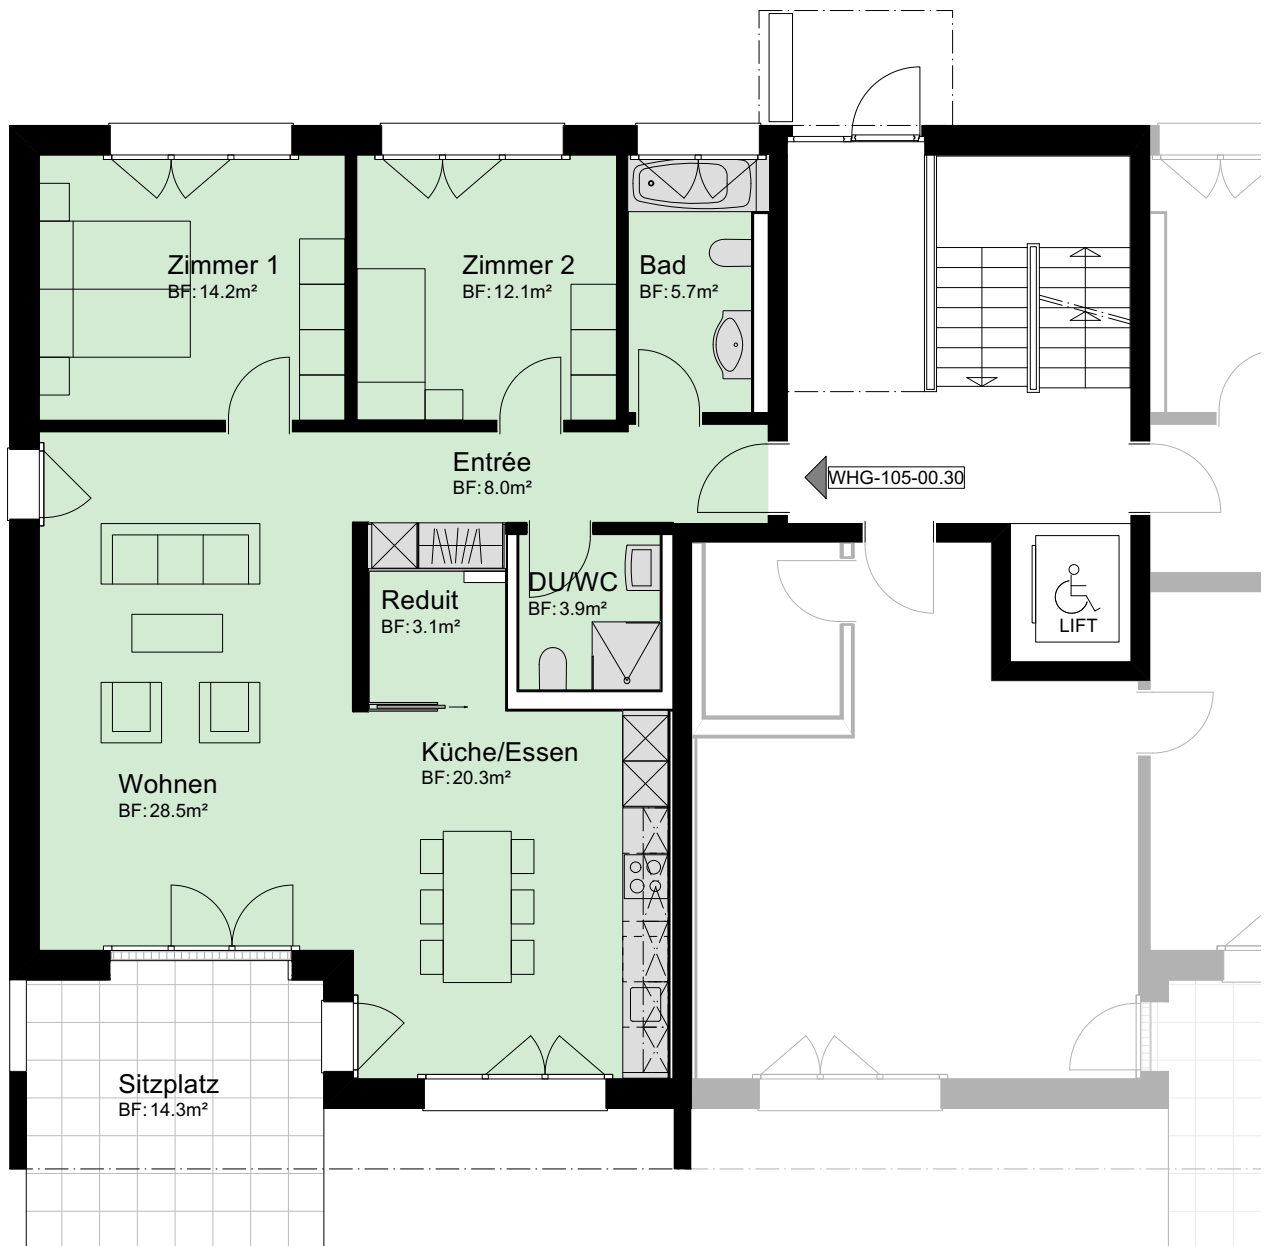 Zimmer 1
BF: 14.2m²
Zimmer 2
BF: 12.1m²
Bad
BF: 5.7m²
Entrée
BF: 8.0m²
WHG-105-00.30
Reduit
BF: 3.1m²
DU/WC
BF: 3.9m²
LIFT
Küche/Essen
BF: 20.3m²
Wohnen
BF: 28.5m²
Sitzplatz
BF: 14.3m²